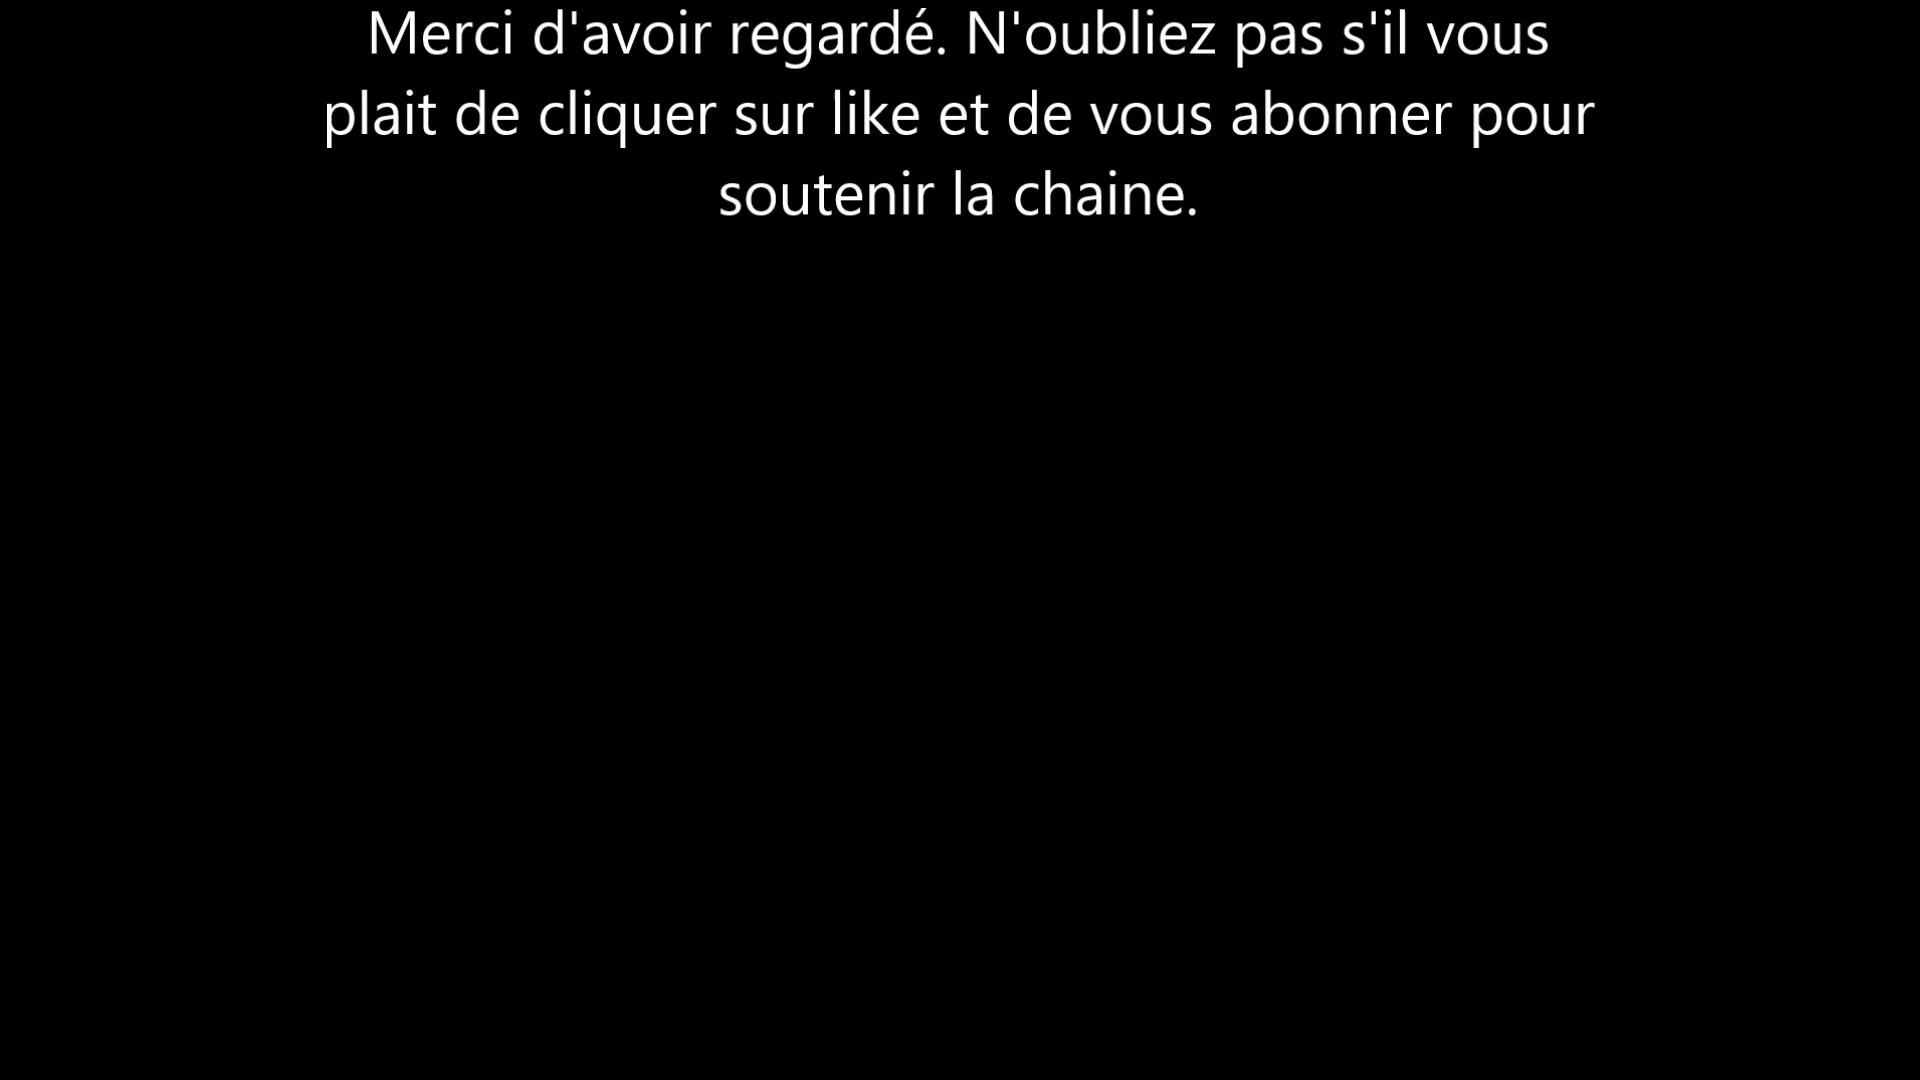 Merci d'avoir regardé. N'oubliez pas s'il vous
plait de cliquer sur like et de vous abonner pour
soutenir la chaine.